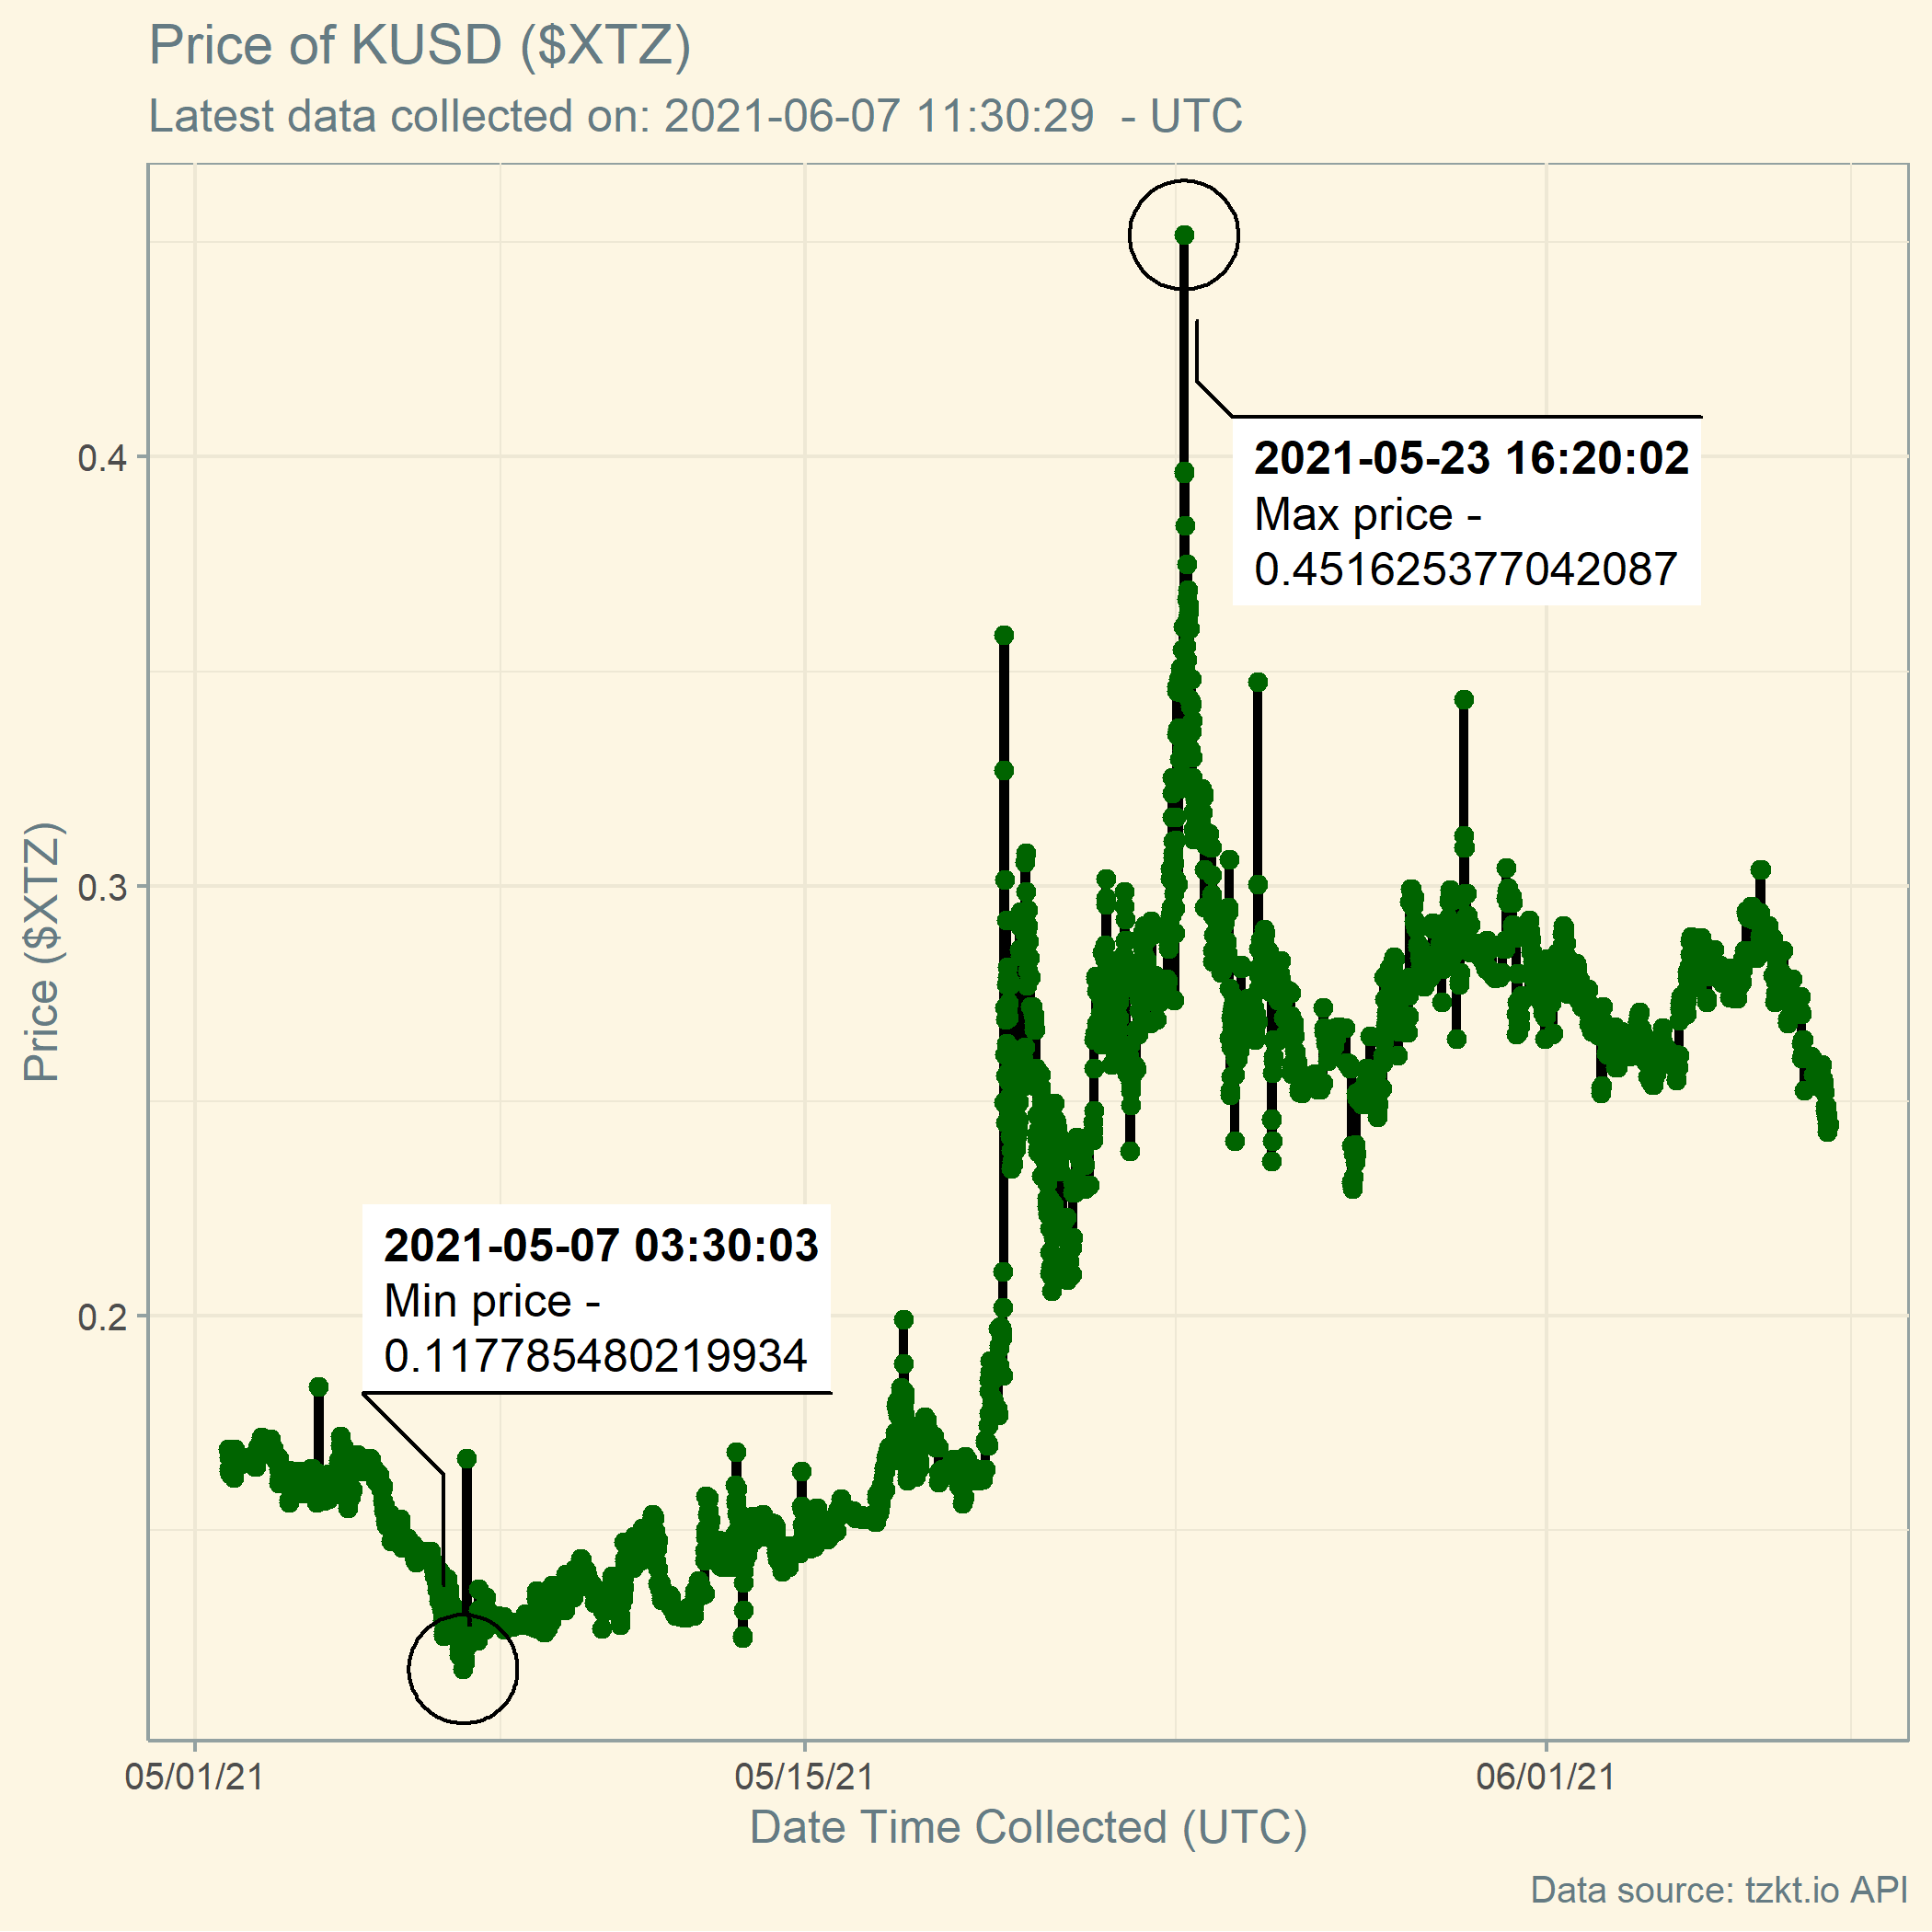 Price of KUSD ($XTZ)
Latest data collected on: 2021-06-07 11:30:29  - UTC
2021-05-23 16:20:02
Max price -
0.451625377042087
2021-05-07 03:30:03
Min price -
0.117785480219934
Price ($XTZ)
0.4
0.3
0.2
05/01/21
05/15/21
06/01/21
Date Time Collected (UTC)
Data source: tzkt.io API